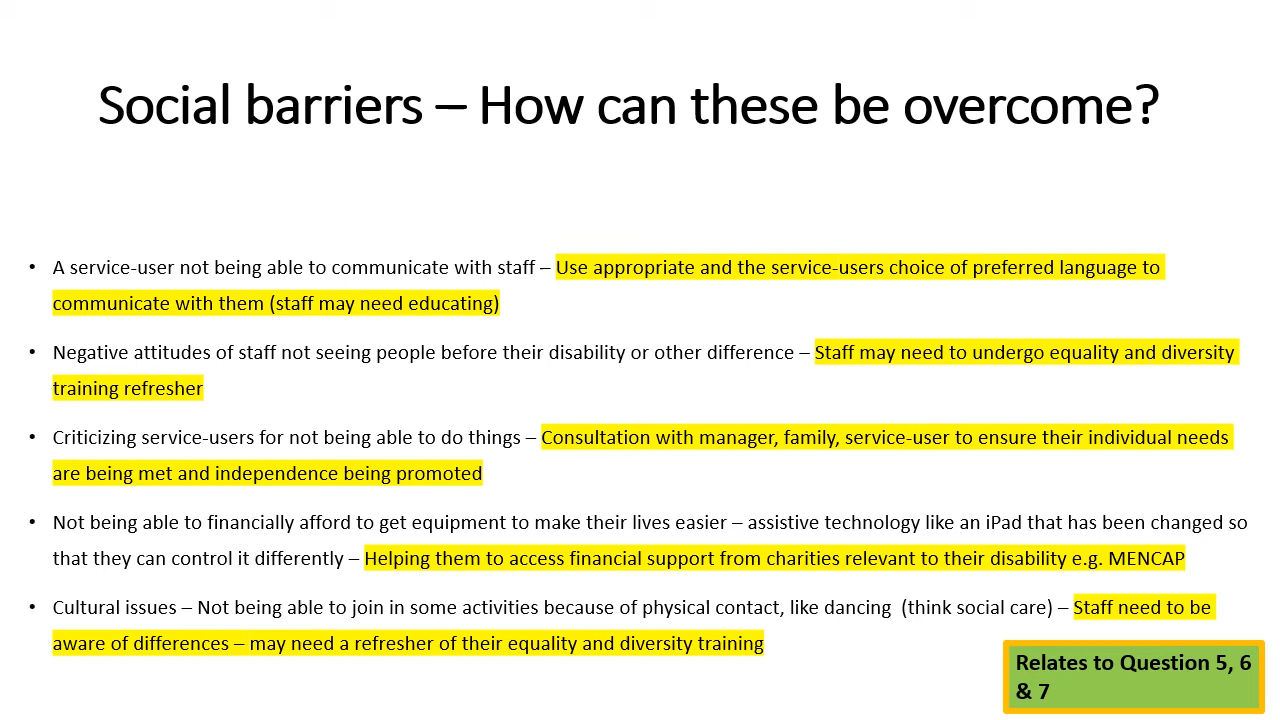 Social barriers – How can these be overcome?
• A service-user not being able to communicate with staff – Use appropriate and the service-users choice of preferred language to
communicate with them (staff may need educating)
• Negative attitudes of staff not seeing people before their disability or other difference – Staff may need to undergo equality and diversity
training refresher
• Criticizing service-users for not being able to do things – Consultation with manager, family, service-user to ensure their individual needs
are being met and independence being promoted
• Not being able to financially afford to get equipment to make their lives easier – assistive technology like an iPad that has been changed so
that they can control it differently – Helping them to access financial support from charities relevant to their disability e.g. MENCAP
• Cultural issues – Not being able to join in some activities because of physical contact, like dancing  (think social care) – Staff need to be
aware of differences – may need a refresher of their equality and diversity training
Relates to Question 5, 6
& 7